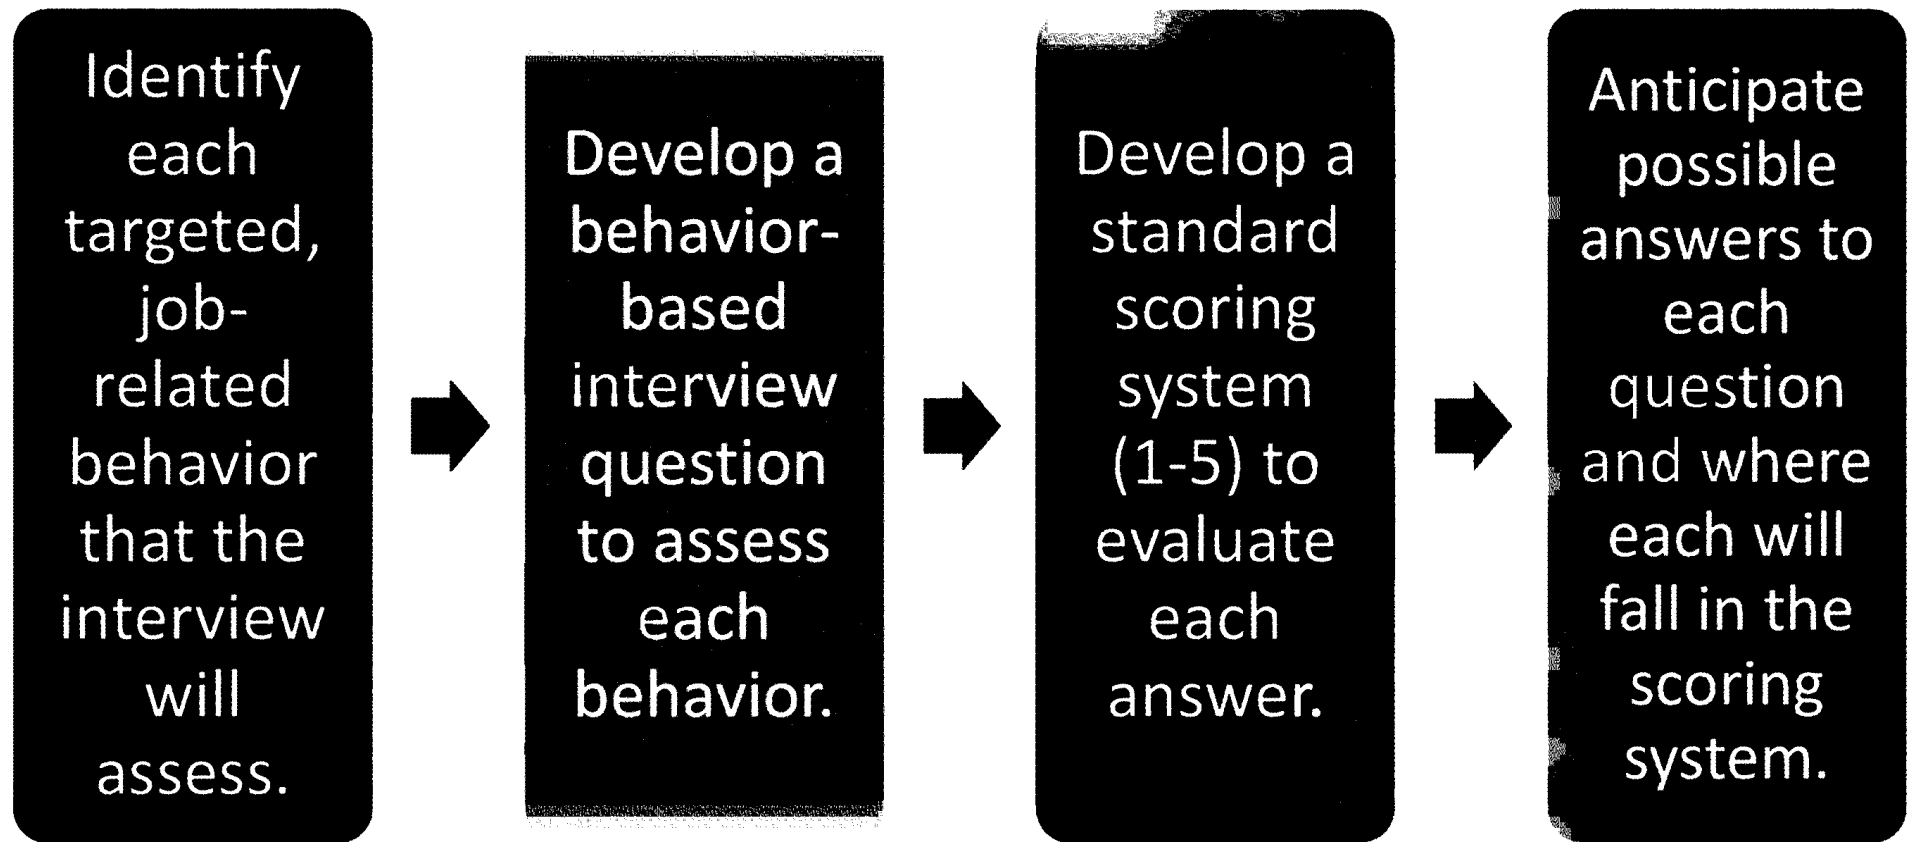 Identify
each
targeted,
job-
related
behavior
that the
interview
will
assess.
Develop a
behavior-
based
interview
question
to assess
each
behavior.
Develop a
standard
scoring
system
(1-5) to
evaluate
each
answer.
Anticipate
possible
answers to
each
question
and where
each will
fall in the
scoring
system.